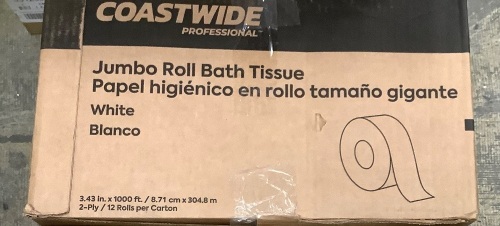 COASTWIDE
PROFESSIONAL™
Jumbo Roll Bath Tissue
Papel higiénico en rollo tamaño gigante
White
Blanco
3.43 in. x 1000 ft. / 8.71 cm x 304.8 m
2-Ply / 12 Rolls per Carton